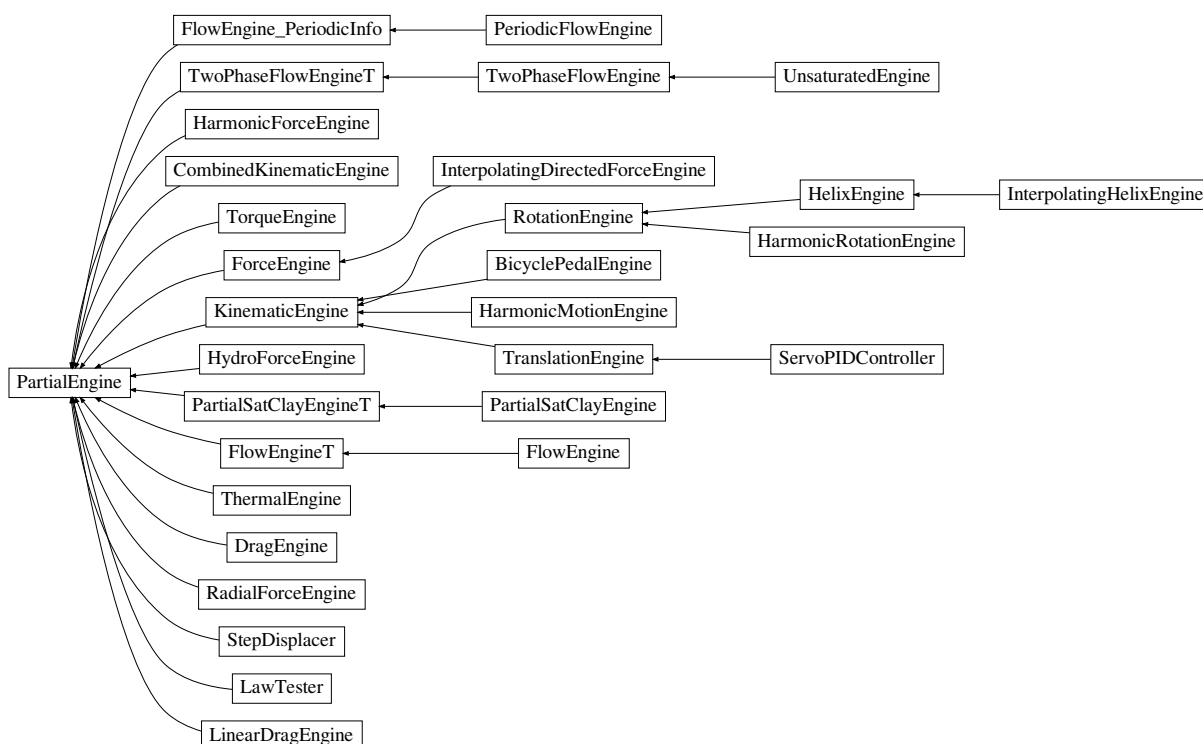 FlowEngine_PeriodicInfo
PeriodicFlowEngine
TwoPhaseFlowEngineT
TwoPhaseFlowEngine
UnsaturatedEngine
HarmonicForceEngine
CombinedKinematicEngine
InterpolatingDirectedForceEngine
HelixEngine
InterpolatingHelixEngine
TorqueEngine
RotationEngine
HarmonicRotationEngine
ForceEngine
BicyclePedalEngine
KinematicEngine
HarmonicMotionEngine
HydroForceEngine
TranslationEngine
ServoPIDController
PartialEngine
PartialSatClayEngineT
PartialSatClayEngine
FlowEngineT
FlowEngine
ThermalEngine
DragEngine
RadialForceEngine
StepDisplacer
LawTester
LinearDragEngine